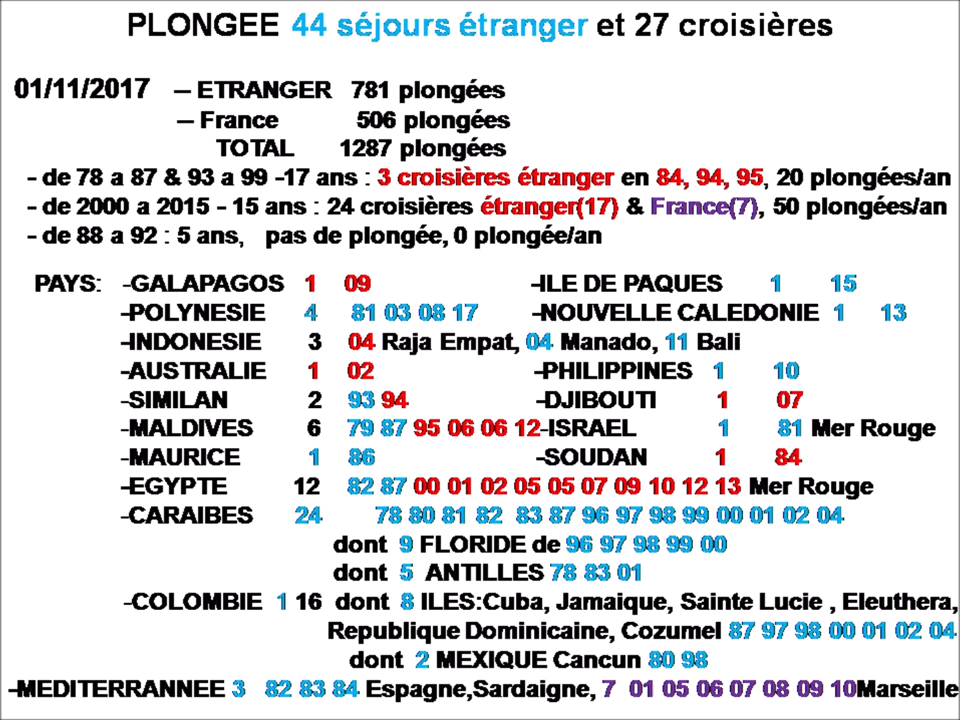 PLONGEE 44 séjours étranger et 27 croisières
01/11/2017 -- ETRANGER 781 plongées
-- France 506 plongées
TOTAL 1287 plongées
- de 78 a 87 & 93 a 99 -17 ans : 3 croisières étranger en 84, 94, 95, 20 plongées/an
- de 2000 a 2015 - 15 ans : 24 croisières étranger(17) & France(7), 50 plongées/an
- de 88 a 92 : 5 ans, pas de plongée, 0 plongée/an
PAYS: -GALAPAGOS 1 09 -ILE DE PAQUES 1 15
-POLYNESIE 4 81 03 08 17 -NOUVELLE CALEDONIE 1 13
-INDONESIE 3 04 Raja Empat, 04 Manado, 11 Bali
-AUSTRALIE 1 02 -PHILIPPINES 1 10
-SIMILAN 2 93 94 -DJIBOUTI 1 07
-MALDIVES 6 79 87 95 06 06 12 -ISRAEL 1 81 Mer Rouge
-MAURICE 1 86 -SOUDAN 1 84
-EGYPTE 12 82 87 00 01 02 05 05 07 09 10 12 13 Mer Rouge
-CARAIBES 24 78 80 81 82 83 87 96 97 98 99 00 01 02 04
dont 9 FLORIDE de 96 97 98 99 00
dont 5 ANTILLES 78 83 01
-COLOMBIE 1 16 dont 8 ILES:Cuba, Jamaique, Sainte Lucie , Eleuthera,
Republique Dominicaine, Cozumel 87 97 98 00 01 02 04
dont 2 MEXIQUE Cancun 80 98
-MEDITERRANNEE 3 82 83 84 Espagne,Sardaigne, 7 01 05 06 07 08 09 10Marseille